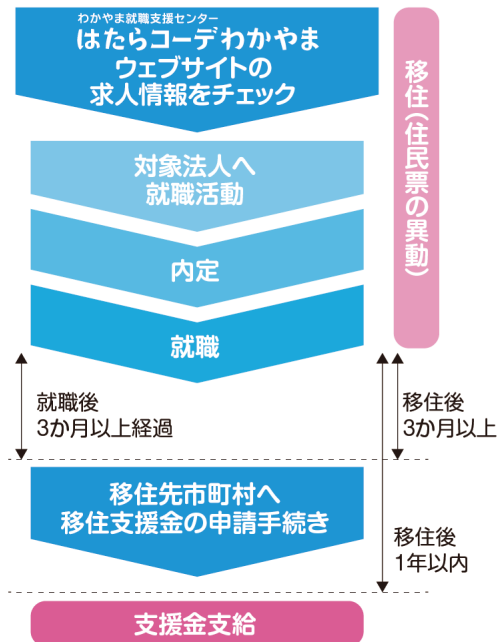 わかやま就職支援センター
はたらコーデわかやま
ウェブサイトの
求人情報をチェック
対象法人へ
就職活動
内定
就職
移住（住民票の異動）
就職後
3か月以上経過
移住後
3か月以上
移住先市町村へ
移住支援金の申請手続き
移住後
1年以内
支援金支給